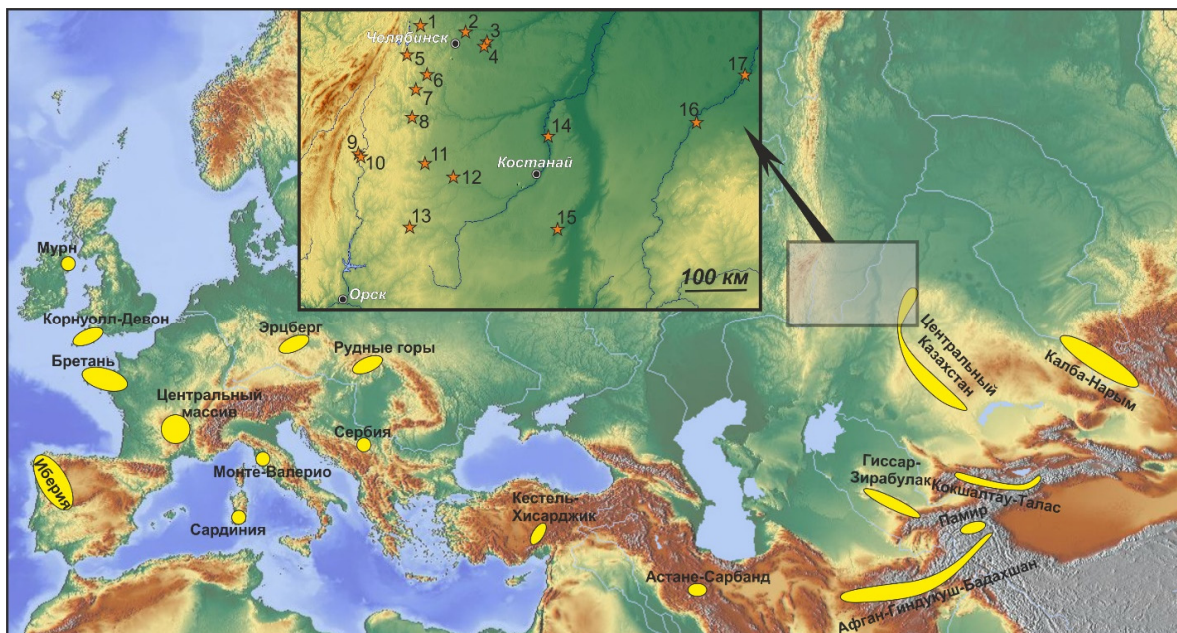 1
2
3
Челябинск
4
5
6
7
8
9
10
11
12
13
14
Костанай
15
16
17
Орск
100 км
Мурн
Корнуолл-Девон
Бретань
Эрцберг
Рудные горы
Центральный
массив
Сербия
Монте-Валерио
Иберия
Сардиния
Кестель-
Хисарджик
Астане-Сарбанд
Центральный
Казахстан
Калба-Нарым
Гиссар-
Зирабулак
Кокшалтау-Талас
Памир
Афган-Гиндукуш-Бадахшан